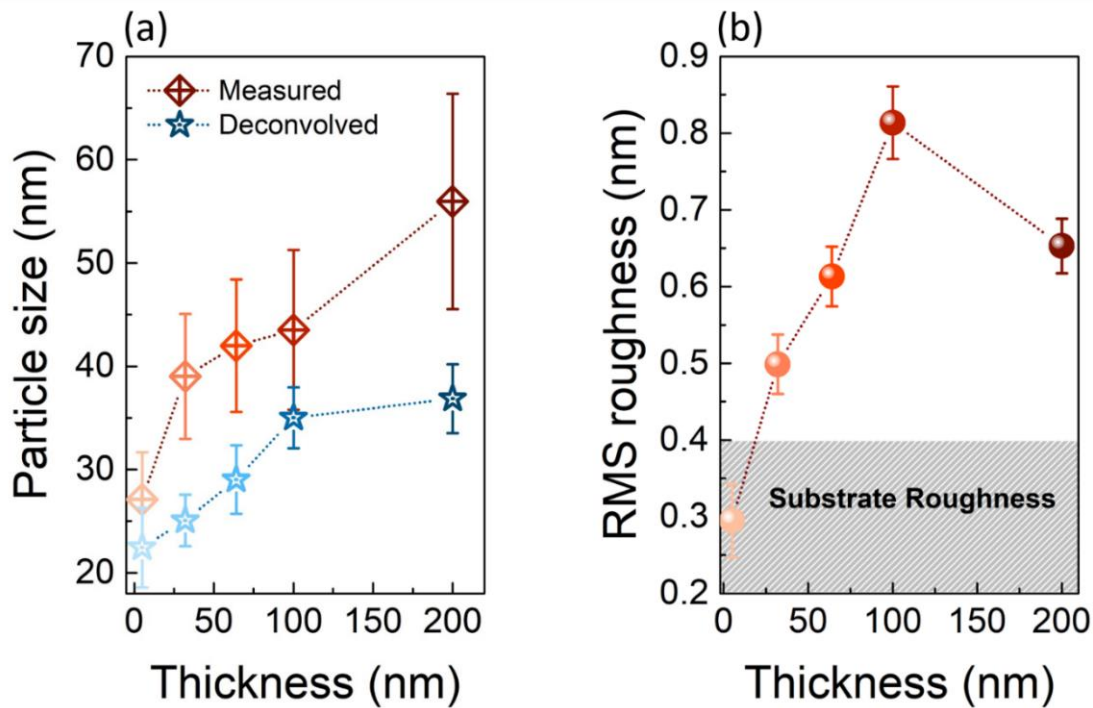 (a)
Particle size (nm)
70
60
50
40
30
20
Measured
Deconvolved
0
50
100
150
200
Thickness (nm)
(b)
RMS roughness (nm)
0.9
0.8
0.7
0.6
0.5
0.4
0.3
0.2
Substrate Roughness
0
50
100
150
200
Thickness (nm)